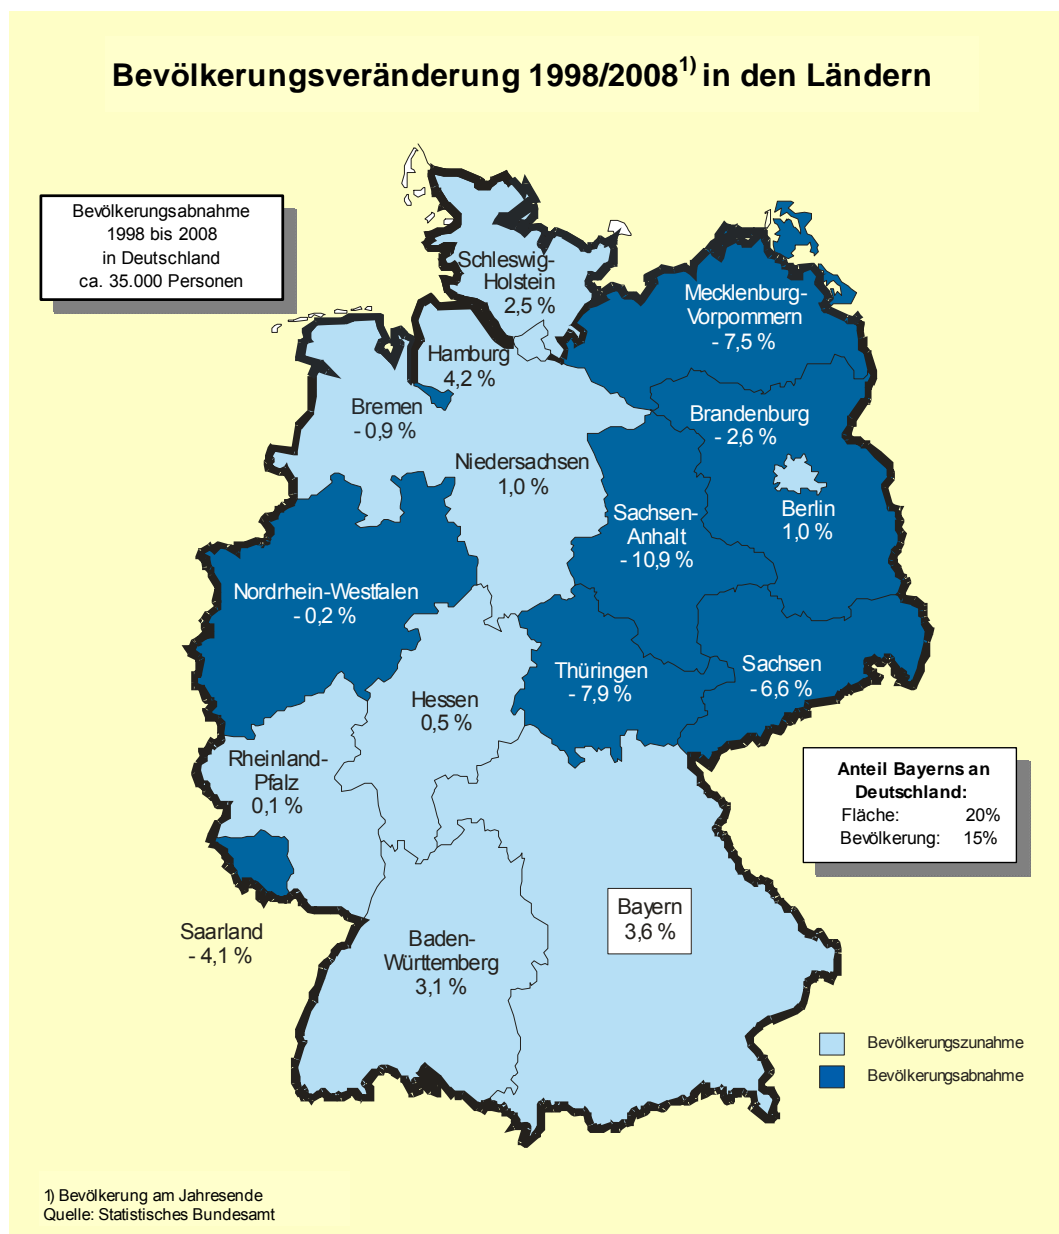 Bevölkerungsveränderung 1998/20081) in den Ländern
Bevölkerungsabnahme
1998 bis 2008
in Deutschland
ca. 35.000 Personen
Schleswig-
Holstein
2,5 %
Mecklenburg-
Vorpommern
- 7,5 %
Hamburg
4,2 %
Bremen
- 0,9 %
Brandenburg
- 2,6 %
Niedersachsen
1,0 %
Berlin
1,0 %
Sachsen-
Anhalt
- 10,9 %
Nordrhein-Westfalen
- 0,2 %
Thüringen
- 7,9 %
Sachsen
- 6,6 %
Hessen
0,5 %
Rheinland-
Pfalz
0,1 %
Anteil Bayerns an
Deutschland:
Fläche: 20%
Bevölkerung: 15%
Saarland
- 4,1 %
Baden-
Württemberg
3,1 %
Bayern
3,6 %
Bevölkerungszunahme
Bevölkerungsabnahme
1) Bevölkerung am Jahresende
Quelle: Statistisches Bundesamt